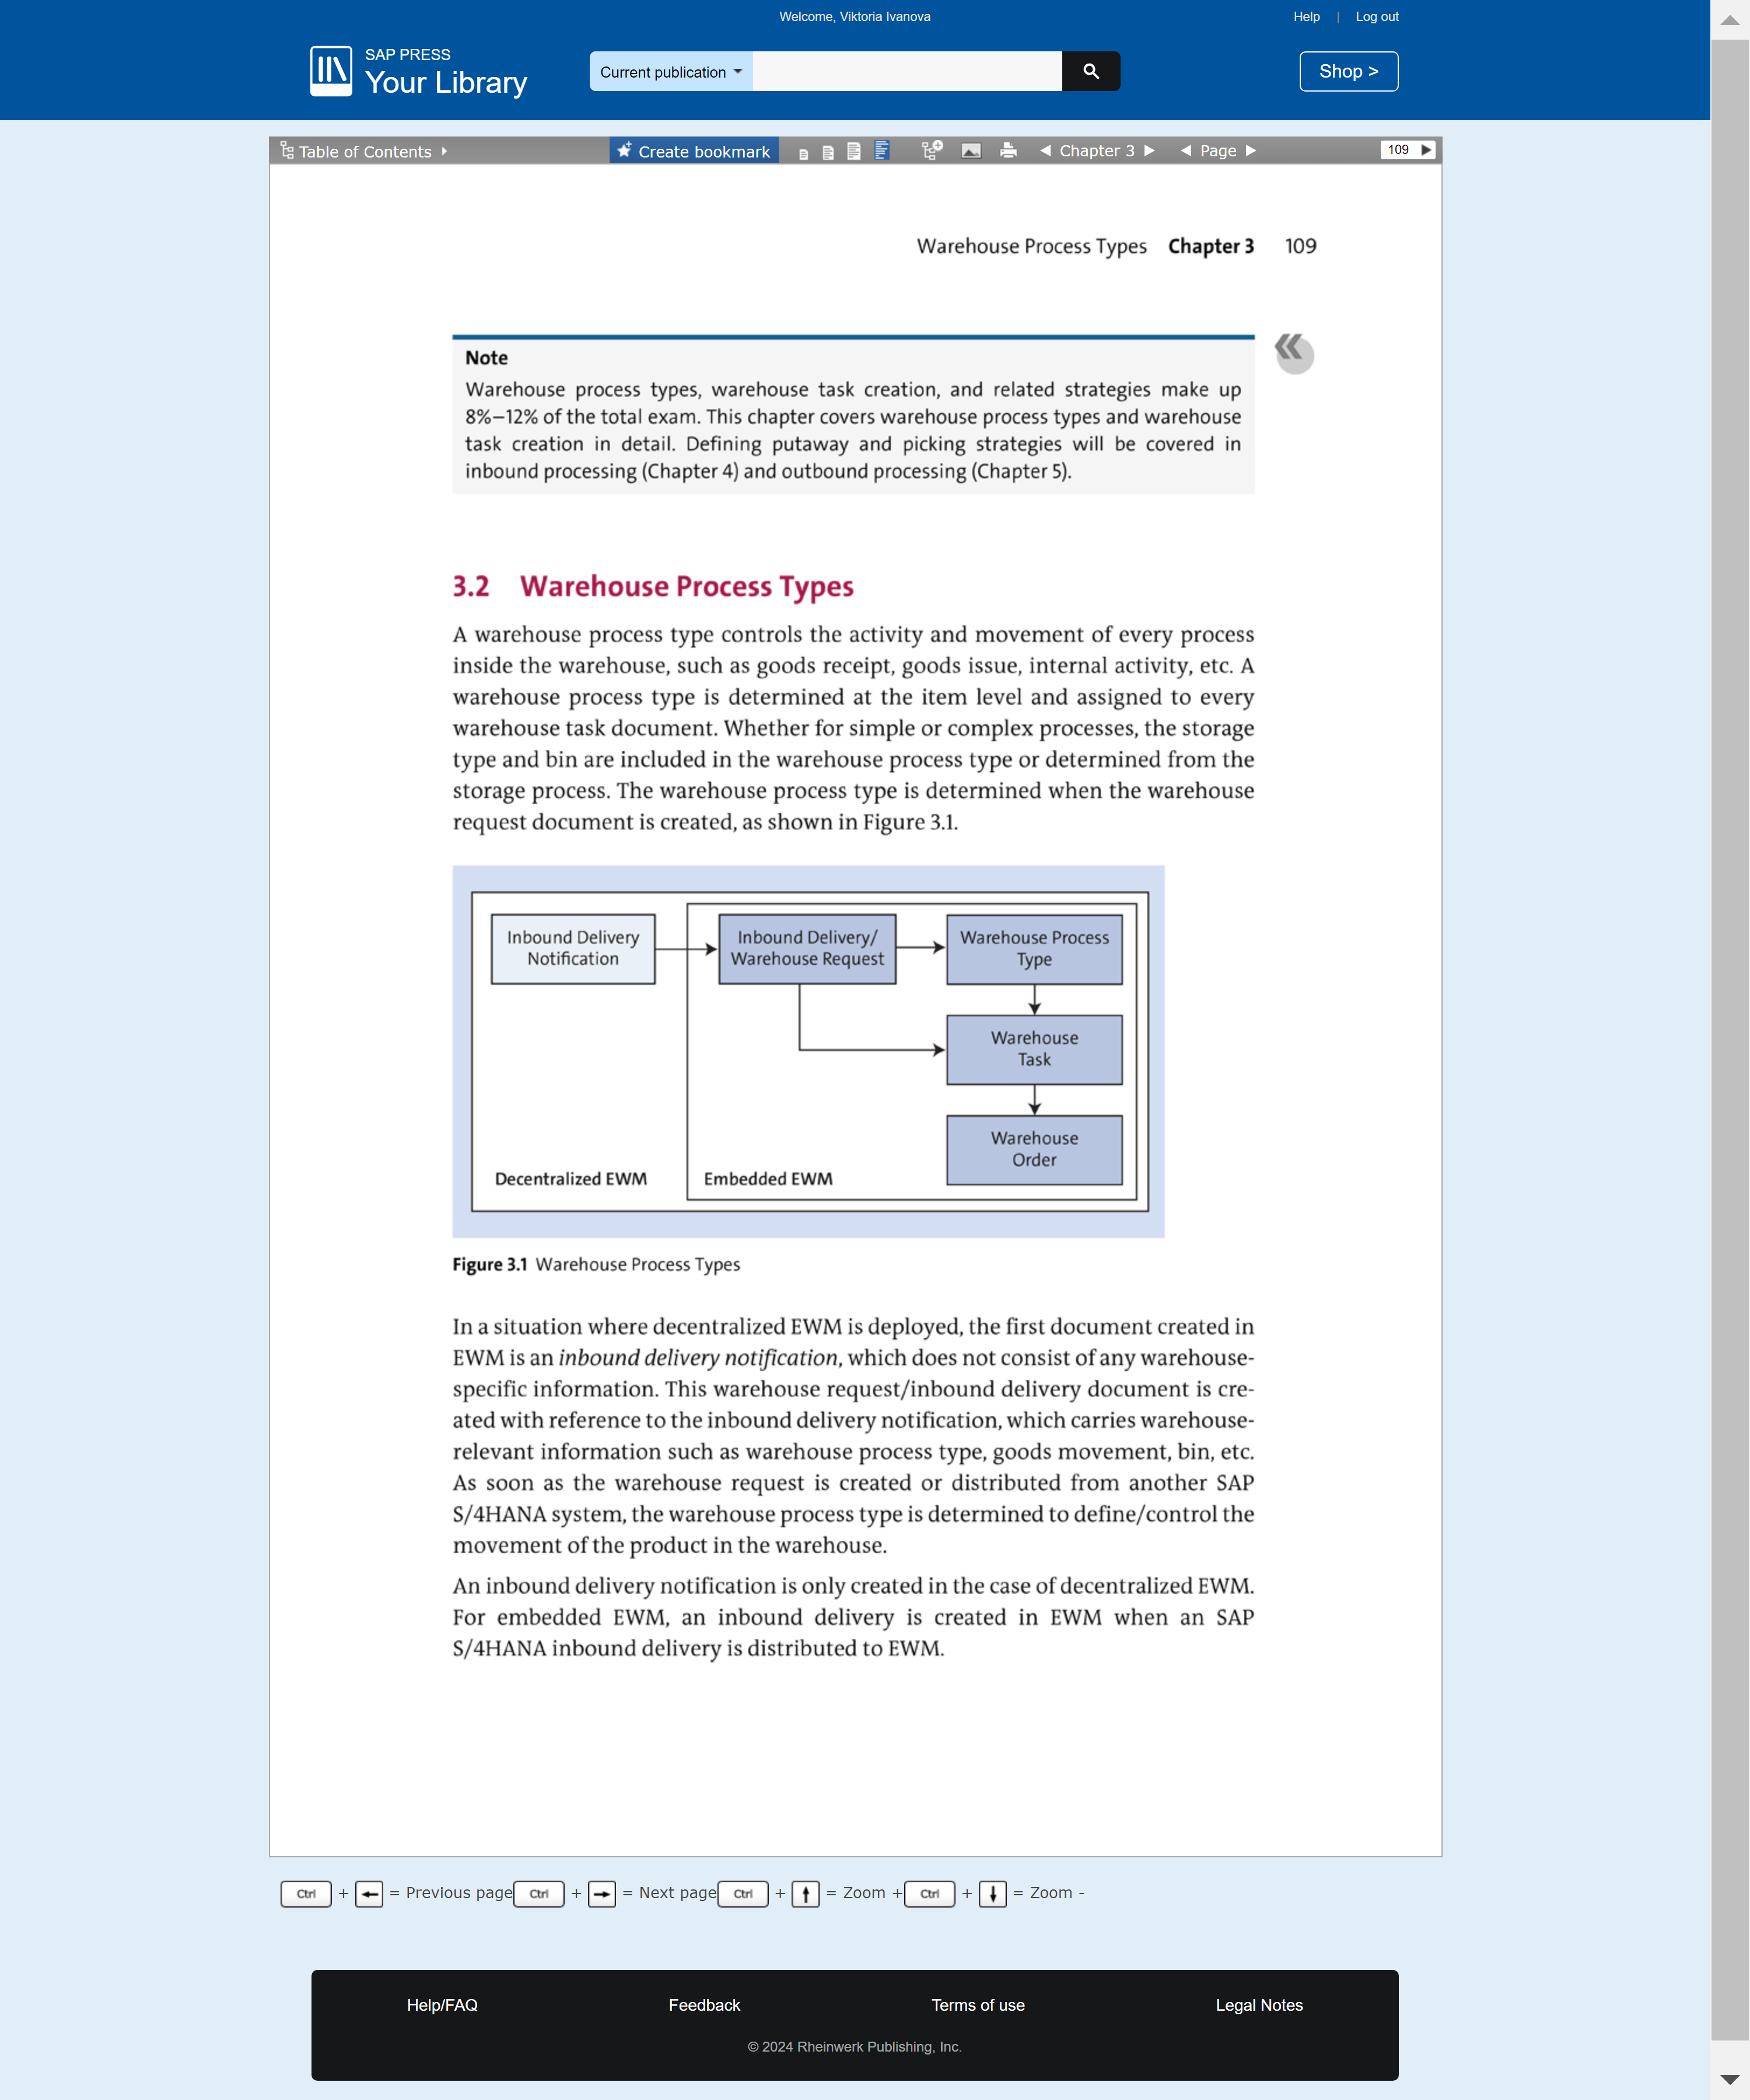 Welcome, Viktoria Ivanova
Help | Log out
SAP PRESS
Your Library
Current publication
Shop >
Table of Contents
Create bookmark
Chapter 3
Page
109
Warehouse Process Types Chapter 3 109
Note
Warehouse process types, warehouse task creation, and related strategies make up
8%–12% of the total exam. This chapter covers warehouse process types and warehouse
task creation in detail. Defining putaway and picking strategies will be covered in
inbound processing (Chapter 4) and outbound processing (Chapter 5).
3.2 Warehouse Process Types
A warehouse process type controls the activity and movement of every process
inside the warehouse, such as goods receipt, goods issue, internal activity, etc. A
warehouse process type is determined at the item level and assigned to every
warehouse task document. Whether for simple or complex processes, the storage
type and bin are included in the warehouse process type or determined from the
storage process. The warehouse process type is determined when the warehouse
request document is created, as shown in Figure 3.1.
Inbound Delivery
Notification
Inbound Delivery/
Warehouse Request
Warehouse Process
Type
Warehouse
Task
Warehouse
Order
Decentralized EWM
Embedded EWM
Figure 3.1 Warehouse Process Types
In a situation where decentralized EWM is deployed, the first document created in
EWM is an inbound delivery notification, which does not consist of any warehouse-
specific information. This warehouse request/inbound delivery document is cre-
ated with reference to the inbound delivery notification, which carries warehouse-
relevant information such as warehouse process type, goods movement, bin, etc.
As soon as the warehouse request is created or distributed from another SAP
S/4HANA system, the warehouse process type is determined to define/control the
movement of the product in the warehouse.
An inbound delivery notification is only created in the case of decentralized EWM.
For embedded EWM, an inbound delivery is created in EWM when an SAP
S/4HANA inbound delivery is distributed to EWM.
Ctrl + ← = Previous page Ctrl + → = Next page Ctrl + ↑ = Zoom + Ctrl + ↓ = Zoom -
Help/FAQ
Feedback
Terms of use
Legal Notes
© 2024 Rheinwerk Publishing, Inc.